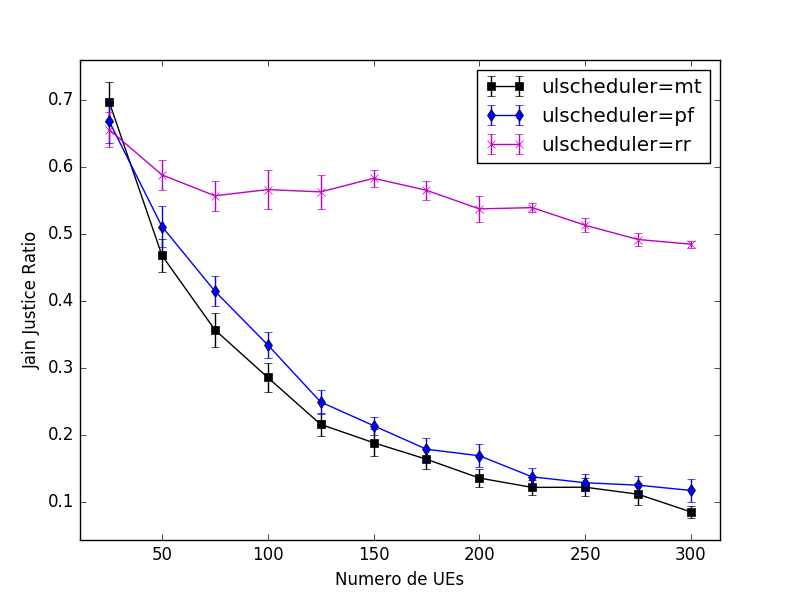 ulscheduler=mt
ulscheduler=pf
ulscheduler=rr
Jain Justice Ratio
0.7
0.6
0.5
0.4
0.3
0.2
0.1
50 100 150 200 250 300
Numero de UEs